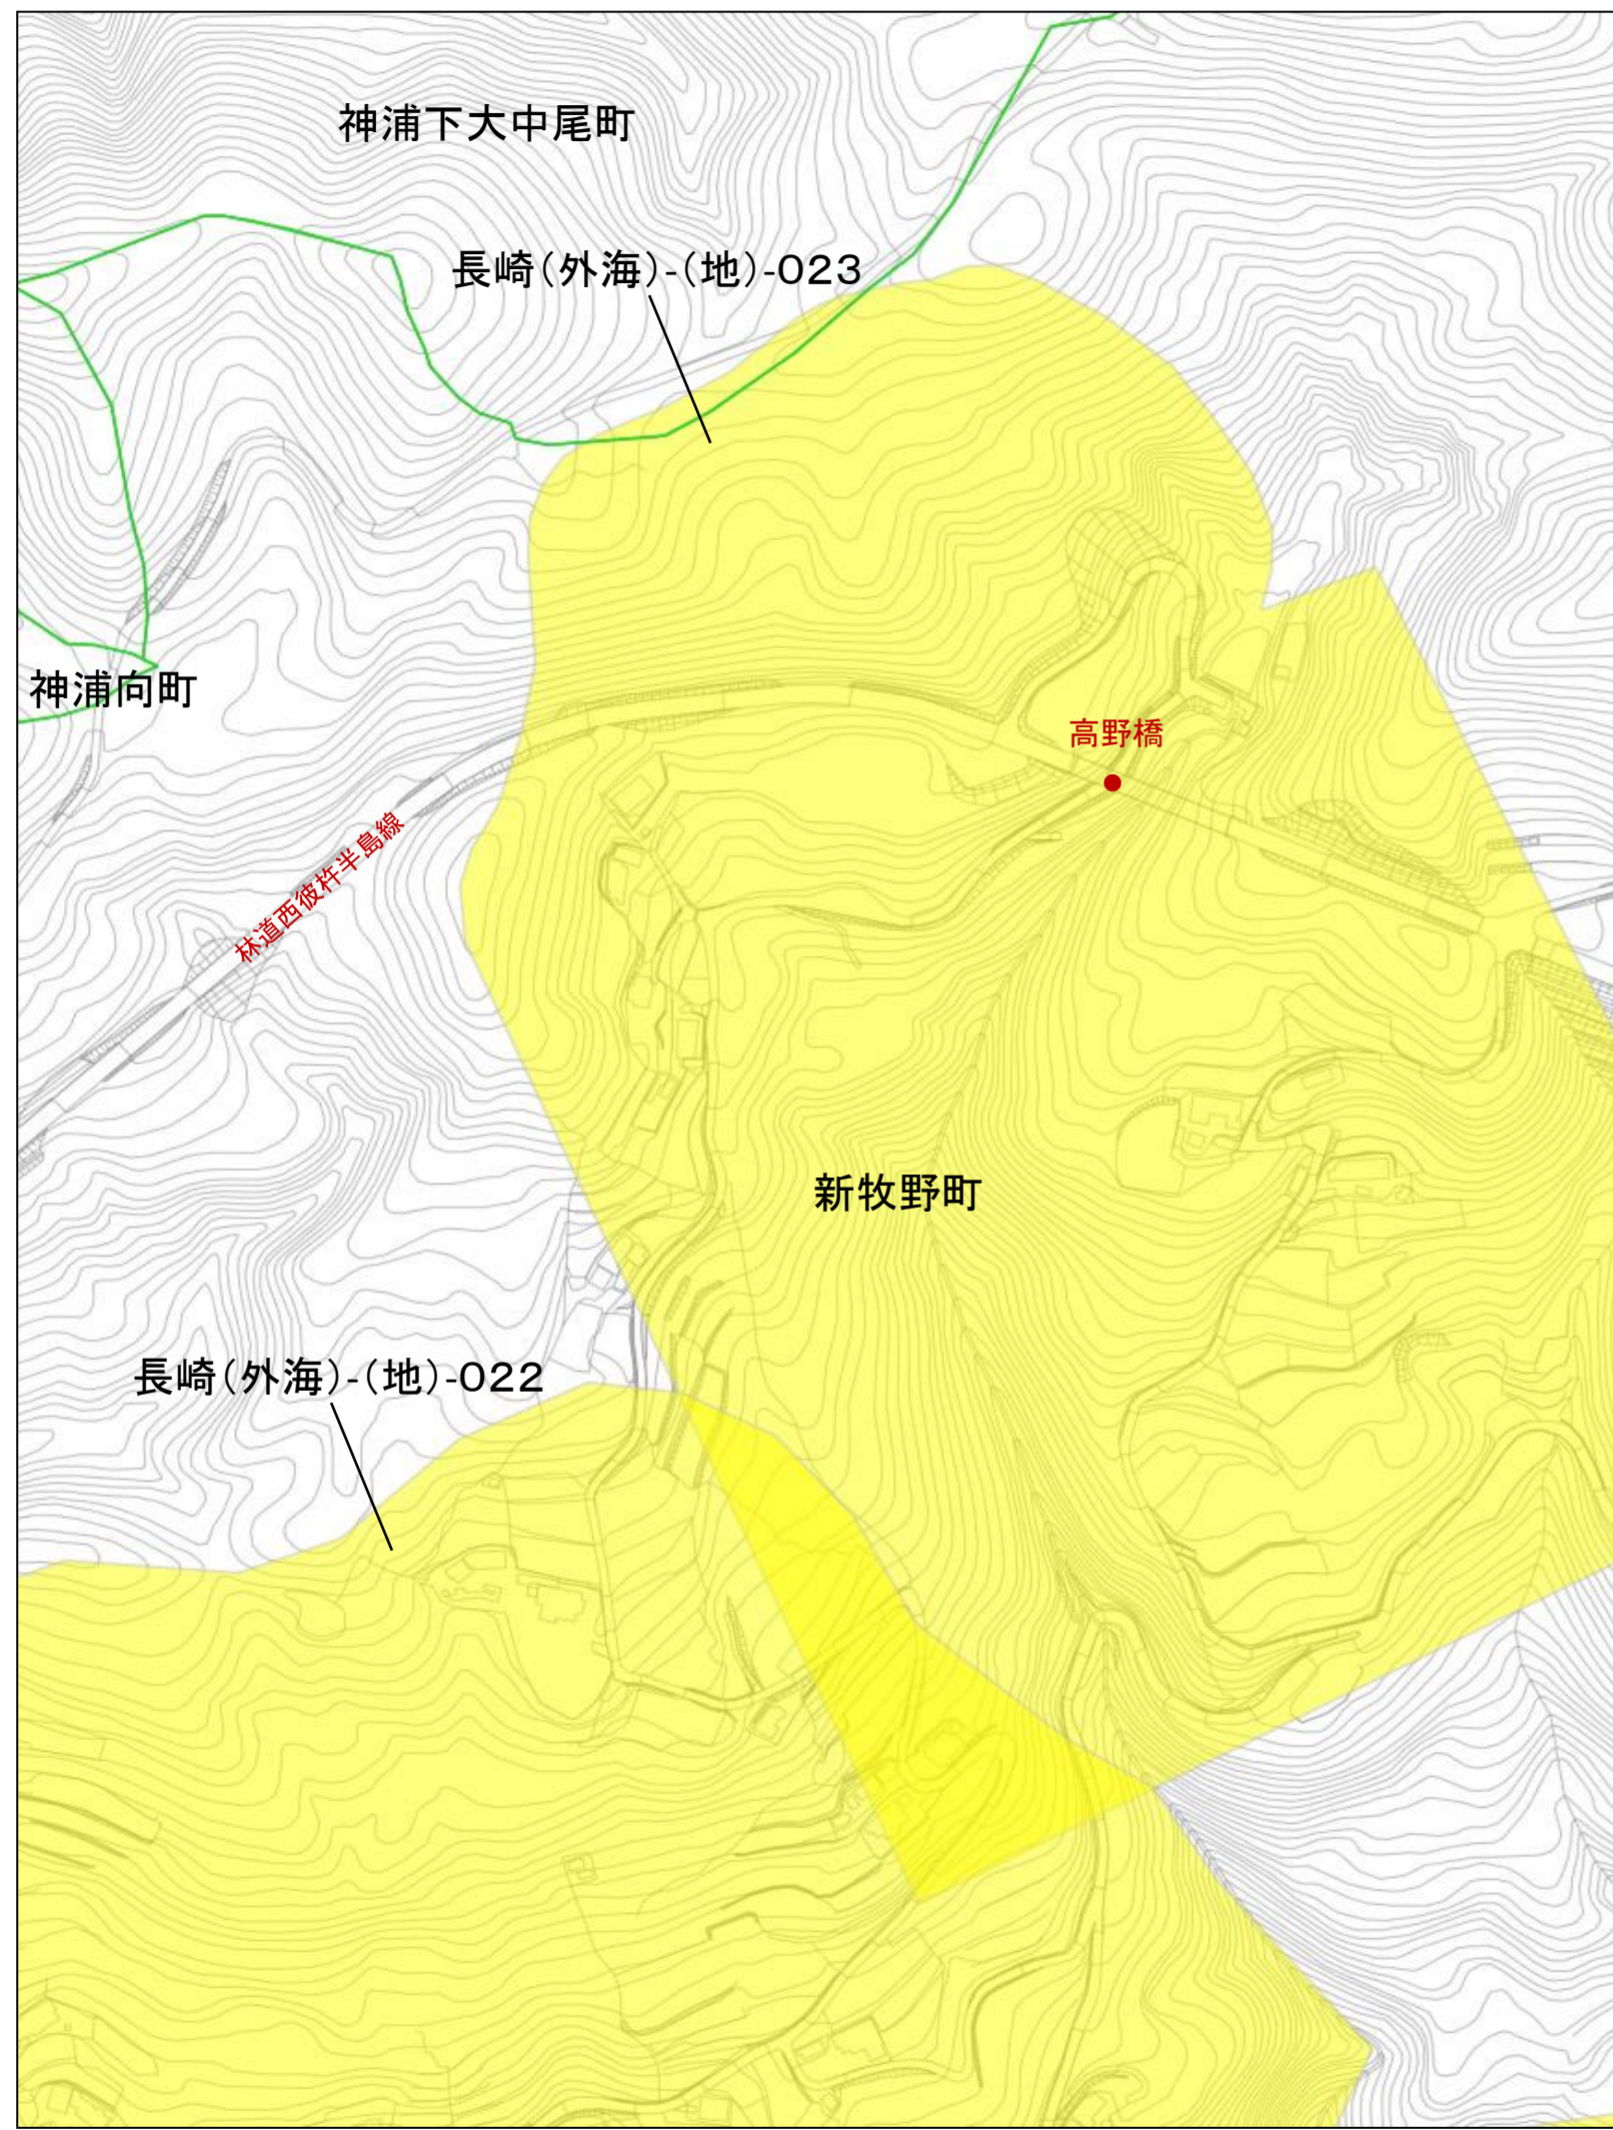 神浦下大中尾町
長崎(外海)-(地)-023
神浦向町
高野橋
林道西彼杵半島線
新牧野町
長崎(外海)-(地)-022